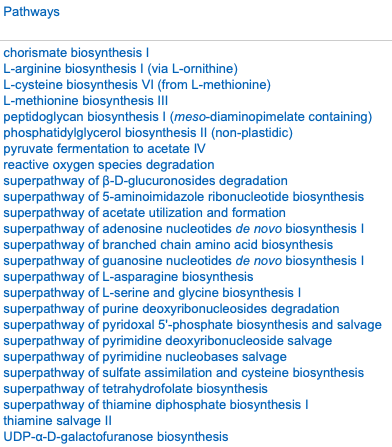 Pathways
chorismate biosynthesis I
L-arginine biosynthesis I (via L-ornithine)
L-cysteine biosynthesis VI (from L-methionine)
L-methionine biosynthesis III
peptidoglycan biosynthesis I (meso-diaminopimelate containing)
phosphatidylglycerol biosynthesis II (non-plastidic)
pyruvate fermentation to acetate IV
reactive oxygen species degradation
superpathway of β-D-glucuronosides degradation
superpathway of 5-aminoimidazole ribonucleotide biosynthesis
superpathway of acetate utilization and formation
superpathway of adenosine nucleotides de novo biosynthesis I
superpathway of branched chain amino acid biosynthesis
superpathway of guanosine nucleotides de novo biosynthesis I
superpathway of L-asparagine biosynthesis
superpathway of L-serine and glycine biosynthesis I
superpathway of purine deoxyribonucleosides degradation
superpathway of pyridoxal 5'-phosphate biosynthesis and salvage
superpathway of pyrimidine deoxyribonucleoside salvage
superpathway of pyrimidine nucleobases salvage
superpathway of sulfate assimilation and cysteine biosynthesis
superpathway of tetrahydrofolate biosynthesis
superpathway of thiamine diphosphate biosynthesis I
thiamine salvage II
UDP-α-D-galactofuranose biosynthesis